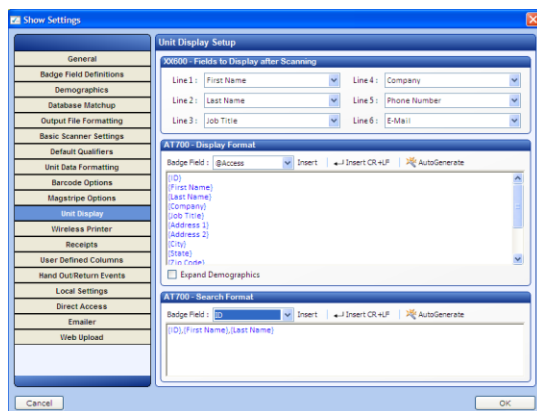 Show Settings
General
Badge Field Definitions
Demographics
Database Matchup
Output File Formatting
Basic Scanner Settings
Default Qualifiers
Unit Data Formatting
Barcode Options
Magstripe Options
Unit Display
Wireless Printer
Receipts
User Defined Columns
Hand Out/Return Events
Local Settings
Direct Access
Emailer
Web Upload
Unit Display Setup
XX600 - Fields to Display after Scanning
Line 1 : First Name Line 4 : Company
Line 2 : Last Name Line 5 : Phone Number
Line 3 : Job Title Line 6 : E-Mail
AT700 - Display Format
Badge Field : @Access Insert Insert CR+LF AutoGenerate
{ID}
{First Name}
{Last Name}
{Company}
{Job Title}
{Address 1}
{Address 2}
{City}
{State}
{Zip Code}
Expand Demographics
AT700 - Search Format
Badge Field : ID Insert Insert CR+LF AutoGenerate
{ID},{First Name},{Last Name}
Cancel OK